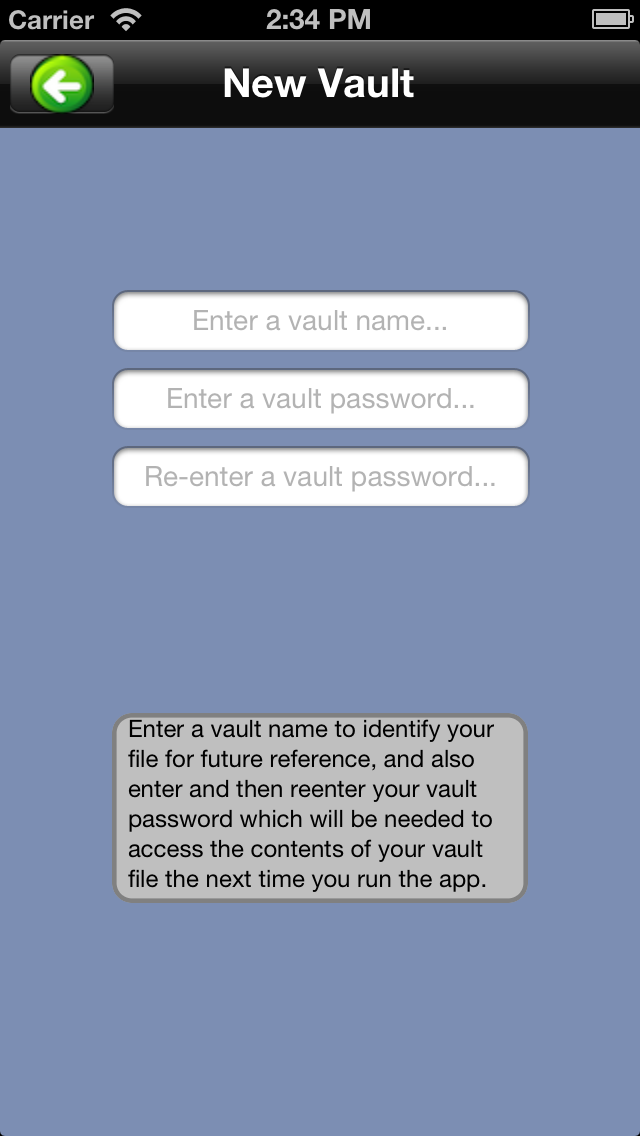 Carrier 2:34 PM
New Vault
Enter a vault name...
Enter a vault password...
Re-enter a vault password...
Enter a vault name to identify your
file for future reference, and also
enter and then reenter your vault
password which will be needed to
access the contents of your vault
file the next time you run the app.